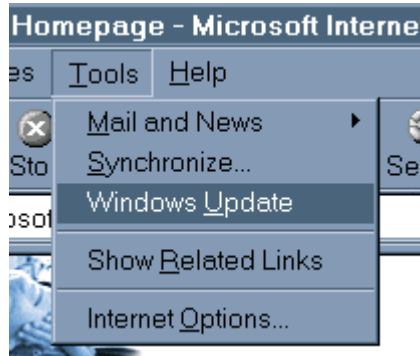 Homepage - Microsoft Interne
es Tools Help
Mail and News
Sto Synchronize... Se
Windows Update
osof
Show Related Links
Internet Options...